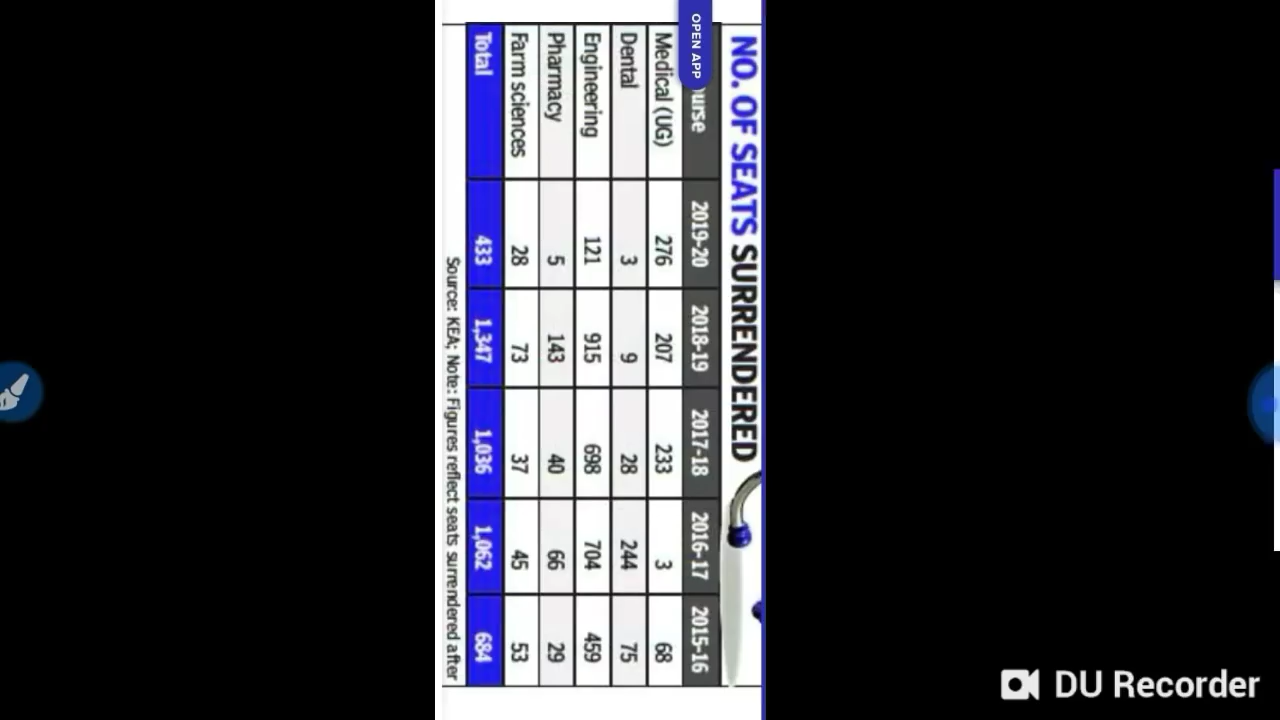 OPEN APP
NO. OF SEATS SURRENDERED
urse 2019-20 2018-19 2017-18 2016-17 2015-16
Medical (UG) 276 207 233 3 68
Dental 3 9 28 244 75
Engineering 121 915 698 704 459
Pharmacy 5 143 40 66 29
Farm sciences 28 73 37 45 53
Total 433 1,347 1,036 1,062 684
Source: KEA; Note: Figures reflect seats surrendered after
DU Recorder